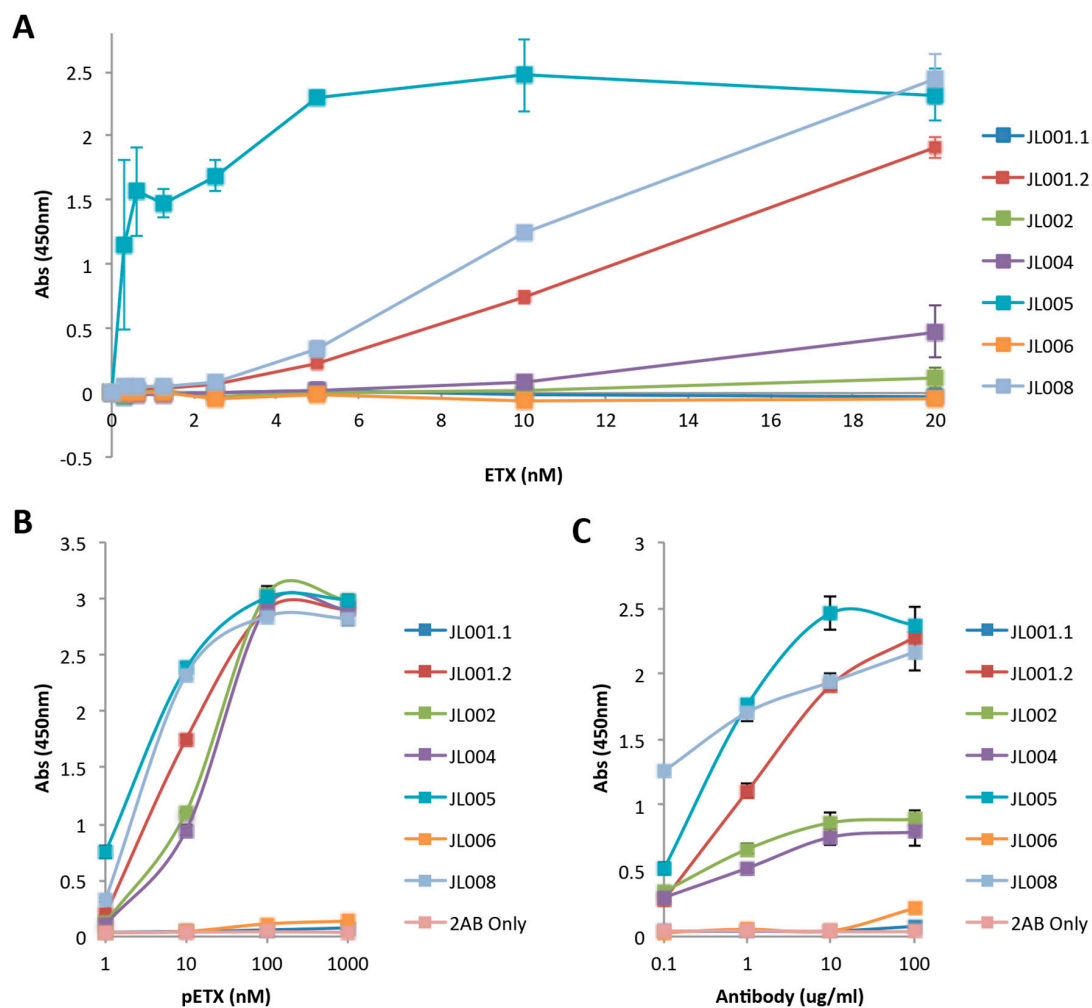 A
2.5
2
1.5
1
0.5
0
-0.5
Abs (450nm)
0 2 4 6 8 10 12 14 16 18 20
ETX (nM)
JL001.1
JL001.2
JL002
JL004
JL005
JL006
JL008
B
3.5
3
2.5
2
1.5
1
0.5
0
Abs (450nm)
1 10 100 1000
pETX (nM)
JL001.1
JL001.2
JL002
JL004
JL005
JL006
JL008
2AB Only
C
3
2.5
2
1.5
1
0.5
0
Abs (450nm)
0.1 1 10 100
Antibody (ug/ml)
JL001.1
JL001.2
JL002
JL004
JL005
JL006
JL008
2AB Only